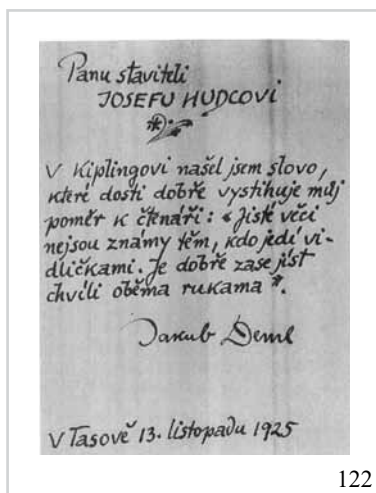 Panu staviteli
JOSEFU HUDCOVI
V Kiplingovi našel jsem slovo,
které dosti dobře vystihuje můj
poměr k čtenáři: „Jisté věci
nejsou známy těm, kdo jedí vi-
dličkami. Je dobře zase jíst
chvíli oběma rukama".
Jakub Deml
V Tasově 13. listopadu 1925
122